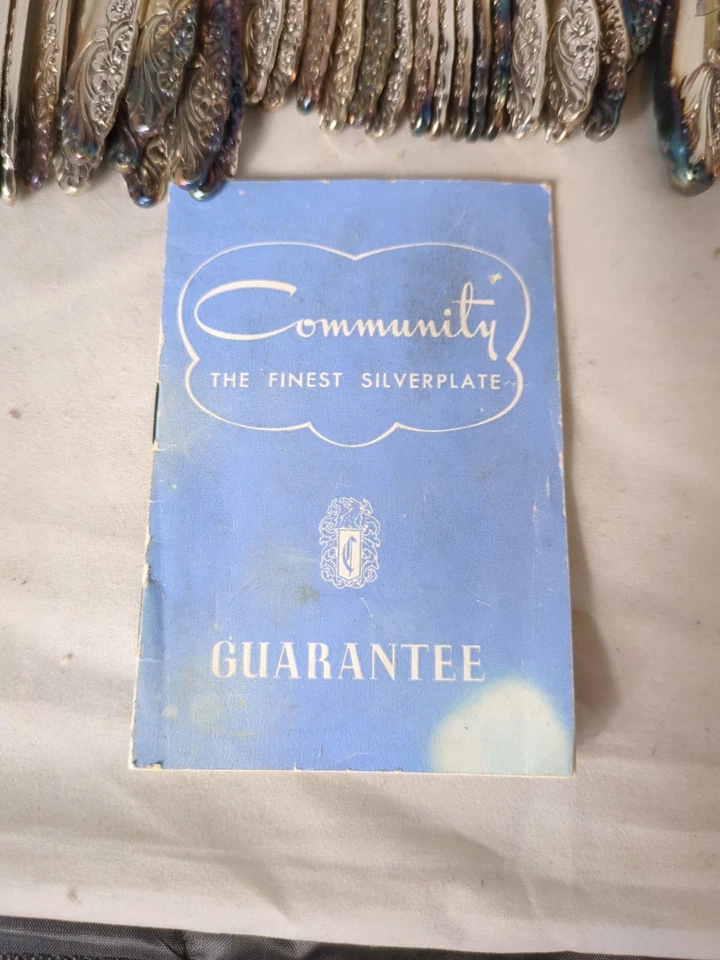 Community
THE FINEST SILVERPLATE
C
GUARANTEE